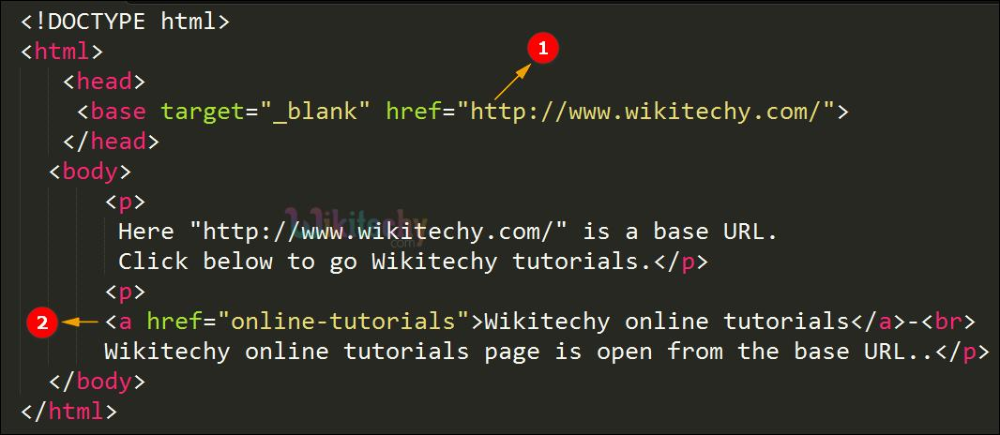 <!DOCTYPE html>
1
<html>
<head>
<base target="_blank" href="http://www.wikitechy.com/">
</head>
<body>
<p>
Wikitechy
.com
Here "http://www.wikitechy.com/" is a base URL.
Click below to go Wikitechy tutorials.</p>
<p>
2
<a href="online-tutorials">Wikitechy online tutorials</a>-<br>
Wikitechy online tutorials page is open from the base URL..</p>
</body>
</html>